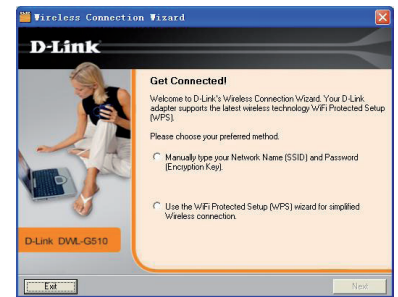 Wireless Connection Wizard
D-Link
Get Connected!
Welcome to D-Link's Wireless Connection Wizard. Your D-Link
adapter supports the latest wireless technology WiFi Protected Setup
(WPS).
Please choose your preferred method.
Manually type your Network Name (SSID) and Password
(Encryption Key).
Use the WiFi Protected Setup (WPS) wizard for simplified
Wireless connection.
D-Link DWL-G510
Exit
Next